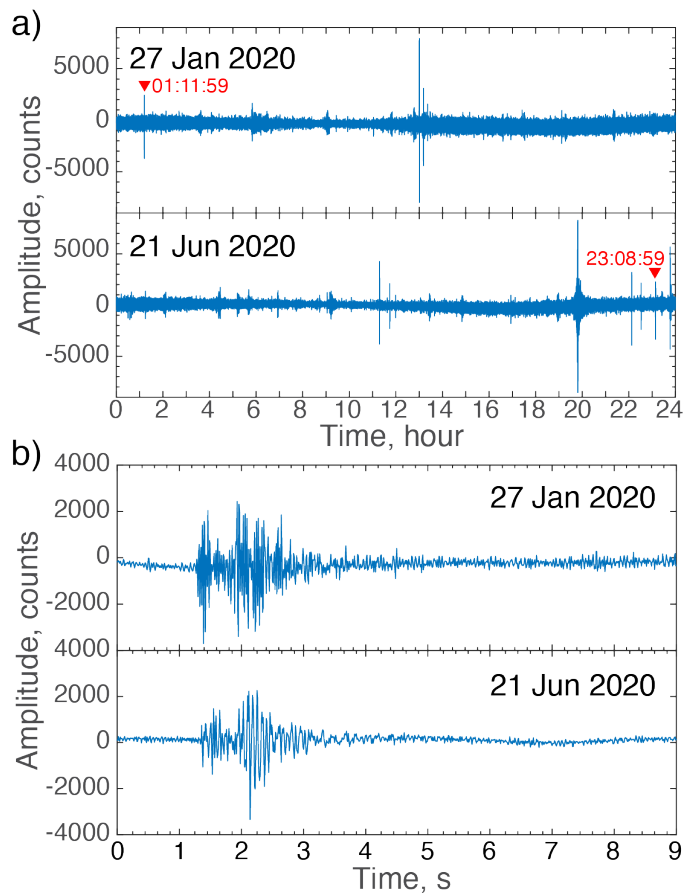 a)
27 Jan 2020
01:11:59
5000
0
-5000
21 Jun 2020
23:08:59
5000
0
-5000
Amplitude, counts
0 2 4 6 8 10 12 14 16 18 20 22 24
Time, hour
b)
4000
27 Jan 2020
2000
0
-2000
4000
21 Jun 2020
2000
0
-2000
-4000
Amplitude, counts
0 1 2 3 4 5 6 7 8 9
Time, s